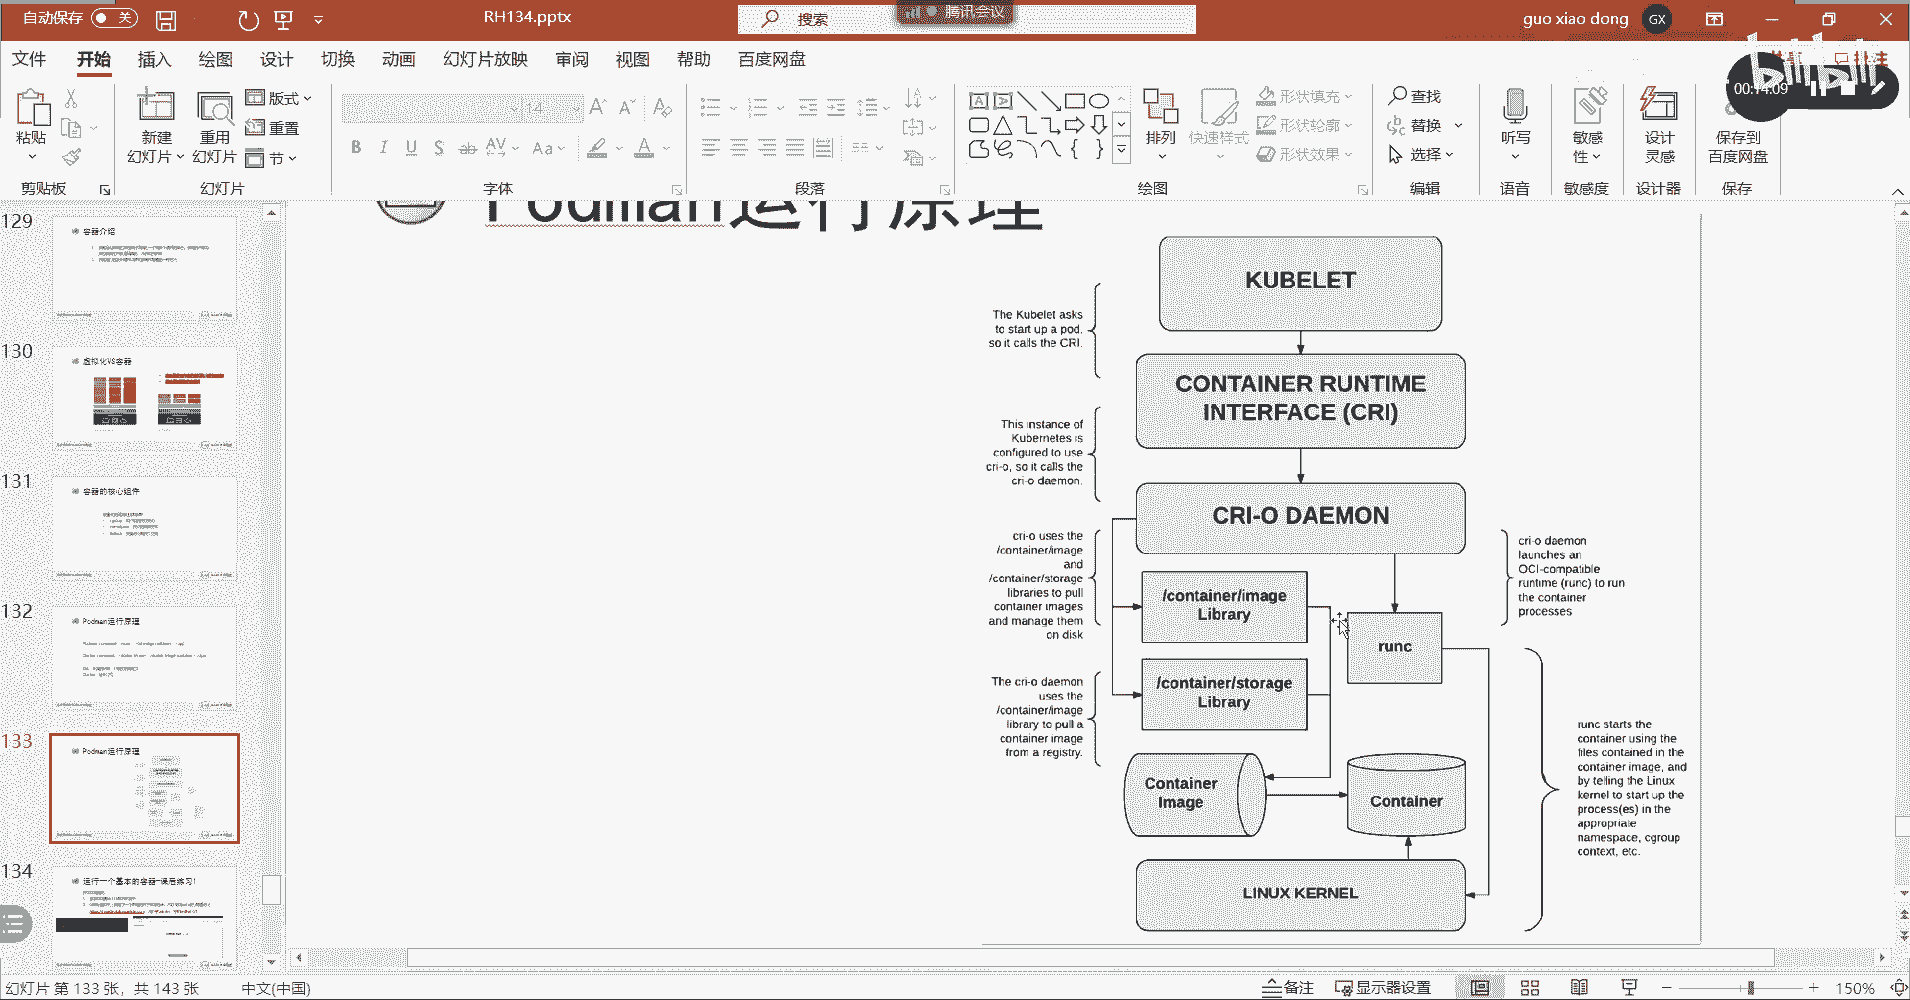 自动保存 关
RH134.pptx
搜索
腾讯会议
guo xiao dong GX
文件 开始 插入 绘图 设计 切换 动画 幻灯片放映 审阅 视图 帮助 百度网盘
批注
bilibili
00:14:09
粘贴
剪贴板
新建
幻灯片
重用
幻灯片
版式
重置
节
幻灯片
14
B I U S ab AV Aa A
字体
段落
排列
快速样式
形状填充
形状轮廓
形状效果
绘图
查找
替换
选择
编辑
听写
语音
敏感
性
敏感度
设计
灵感
设计器
保存到
百度网盘
保存
129
容器介绍
130
虚拟化VS容器
131
容器的核心组件
132
Podman运行原理
133
Podman运行原理
134
运行一个基本的容器-课后练习!
Podman运行原理
KUBELET
The Kubelet asks
to start up a pod,
so it calls the CRI.
CONTAINER RUNTIME
INTERFACE (CRI)
This instance of
Kubernetes is
configured to use
cri-o, so it calls the
cri-o daemon.
CRI-O DAEMON
cri-o uses the
/container/image
and
/container/storage
libraries to pull
container images
and manage them
on disk
/container/image
Library
runc
cri-o daemon
launches an
OCI-compatible
runtime (runc) to run
the container
processes
/container/storage
Library
The cri-o daemon
uses the
/container/image
library to pull a
container image
from a registry.
Container
Image
Container
runc starts the
container using the
files contained in the
container image, and
by telling the Linux
kernel to start up the
process(es) in the
appropriate
namespace, cgroup
context, etc.
LINUX KERNEL
幻灯片 第 133 张，共 143 张 中文(中国)
备注 显示器设置 150%